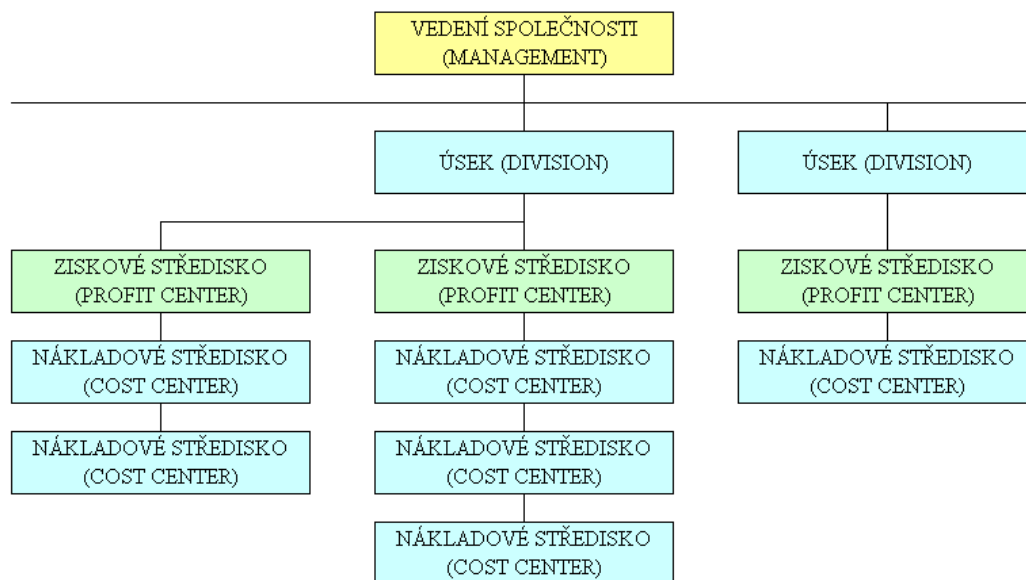 VEDENÍ SPOLEČNOSTI
(MANAGEMENT)
ÚSEK (DIVISION)
ÚSEK (DIVISION)
ZISKOVÉ STŘEDISKO
(PROFIT CENTER)
ZISKOVÉ STŘEDISKO
(PROFIT CENTER)
ZISKOVÉ STŘEDISKO
(PROFIT CENTER)
NÁKLADOVÉ STŘEDISKO
(COST CENTER)
NÁKLADOVÉ STŘEDISKO
(COST CENTER)
NÁKLADOVÉ STŘEDISKO
(COST CENTER)
NÁKLADOVÉ STŘEDISKO
(COST CENTER)
NÁKLADOVÉ STŘEDISKO
(COST CENTER)
NÁKLADOVÉ STŘEDISKO
(COST CENTER)